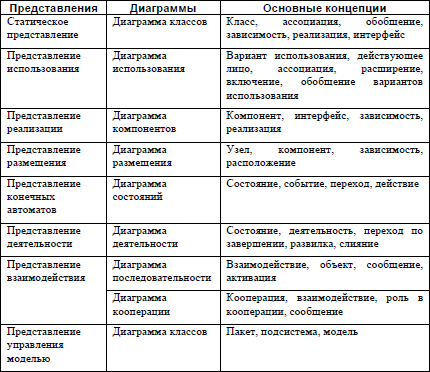 Представления Диаграммы Основные концепции
Статическое Диаграмма классов Класс, ассоциация, обобщение,
представление зависимость, реализация, интерфейс
Представление Диаграмма Вариант использования, действующее
использования использования лицо, ассоциация, расширение,
включение, обобщение вариантов
использования
Представление Диаграмма Компонент, интерфейс, зависимость,
реализации компонентов реализация
Представление Диаграмма Узел, компонент, зависимость,
размещения размещения расположение
Представление Диаграмма Состояние, событие, переход, действие
конечных состояний
автоматов
Представление Диаграмма Состояние, деятельность, переход по
деятельности деятельности завершении, развилка, слияние
Представление Диаграмма Взаимодействие, объект, сообщение,
взаимодействия последовательности активация
Диаграмма Кооперация, взаимодействие, роль в
кооперации кооперации, сообщение
Представление Диаграмма классов Пакет, подсистема, модель
управления
моделью